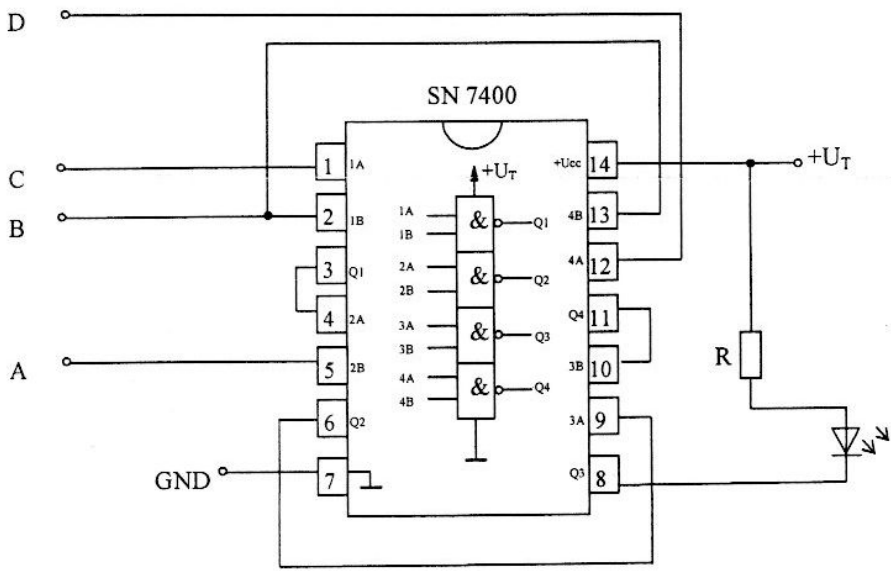 D
SN 7400
C
1
1A
+Ucc
14
+U_T
B
2
1B
+U_T
4B
13
1A
1B
&
Q1
3
Q1
2A
2B
&
Q2
4A
12
4
2A
3A
3B
&
Q3
Q4
11
A
5
2B
4A
4B
&
Q4
3B
10
R
6
Q2
3A
9
GND
7
Q3
8